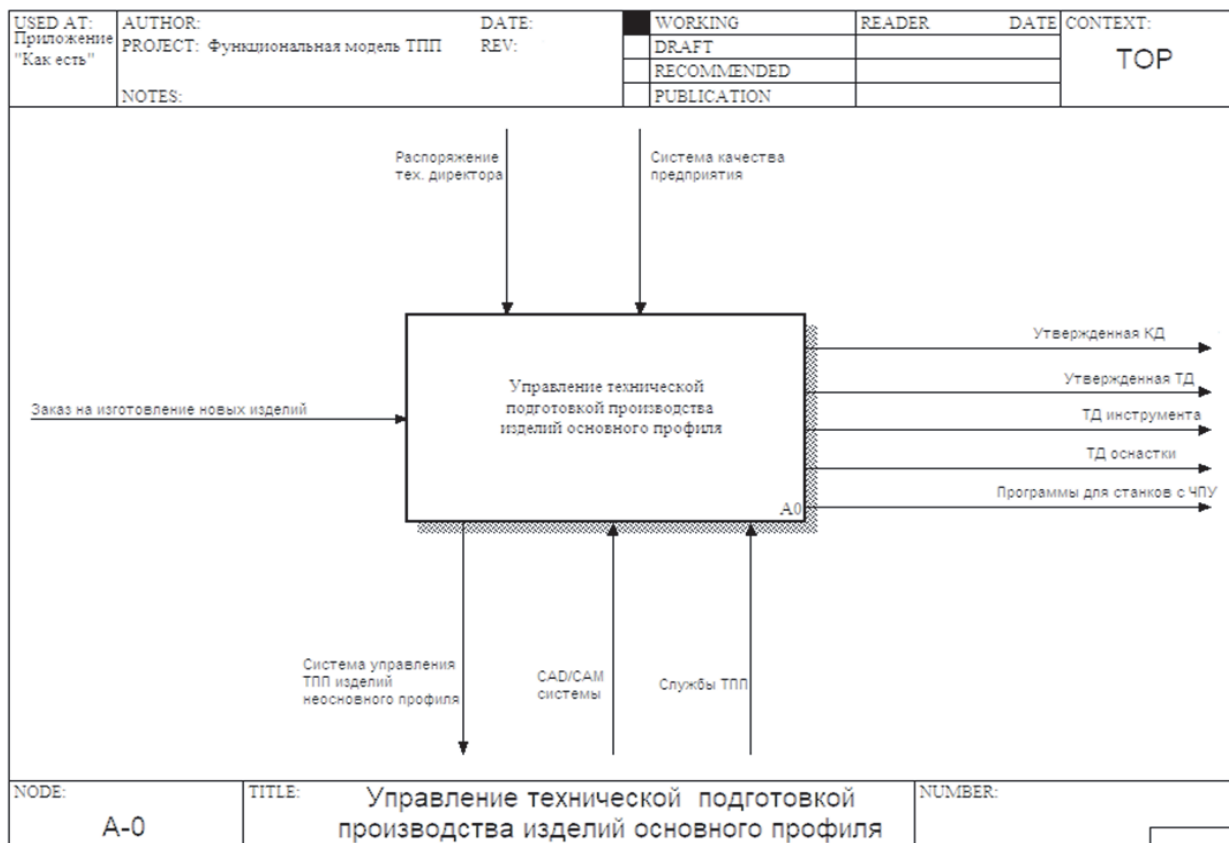 USED AT:
Приложение
"Как есть"
AUTHOR:
DATE:
PROJECT: Функциональная модель ТПП
REV:
NOTES:
WORKING
DRAFT
RECOMMENDED
PUBLICATION
READER
DATE
CONTEXT:
TOP
Распоряжение
тех. директора
Система качества
предприятия
Заказ на изготовление новых изделий
Управление технической
подготовкой производства
изделий основного профиля
A0
Утвержденная КД
Утвержденная ТД
ТД инструмента
ТД оснастки
Программы для станков с ЧПУ
Система управления
ТПП изделий
неосновного профиля
CAD/CAM
системы
Службы ТПП
NODE:
A-0
TITLE:
Управление технической подготовкой
производства изделий основного профиля
NUMBER: